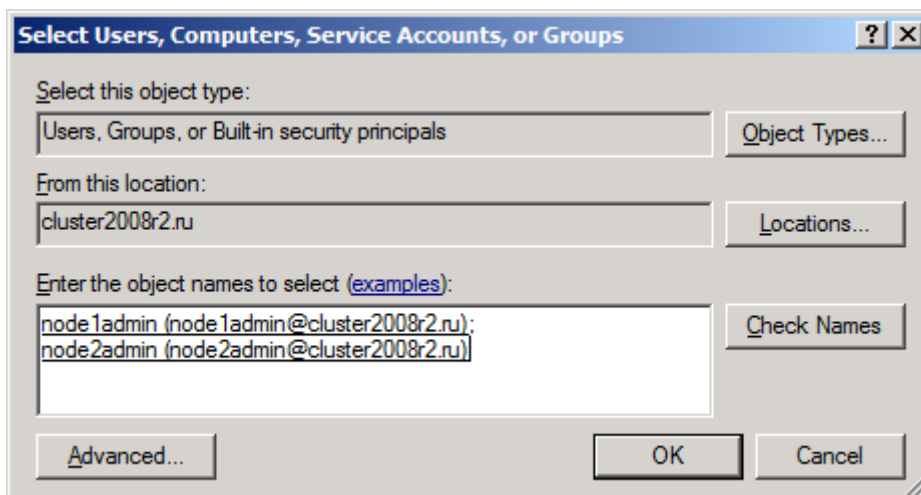 Select Users, Computers, Service Accounts, or Groups
Select this object type:
Users, Groups, or Built-in security principals
Object Types...
From this location:
cluster2008r2.ru
Locations...
Enter the object names to select (examples):
node1admin (node1admin@cluster2008r2.ru);
node2admin (node2admin@cluster2008r2.ru)
Check Names
Advanced...
OK
Cancel